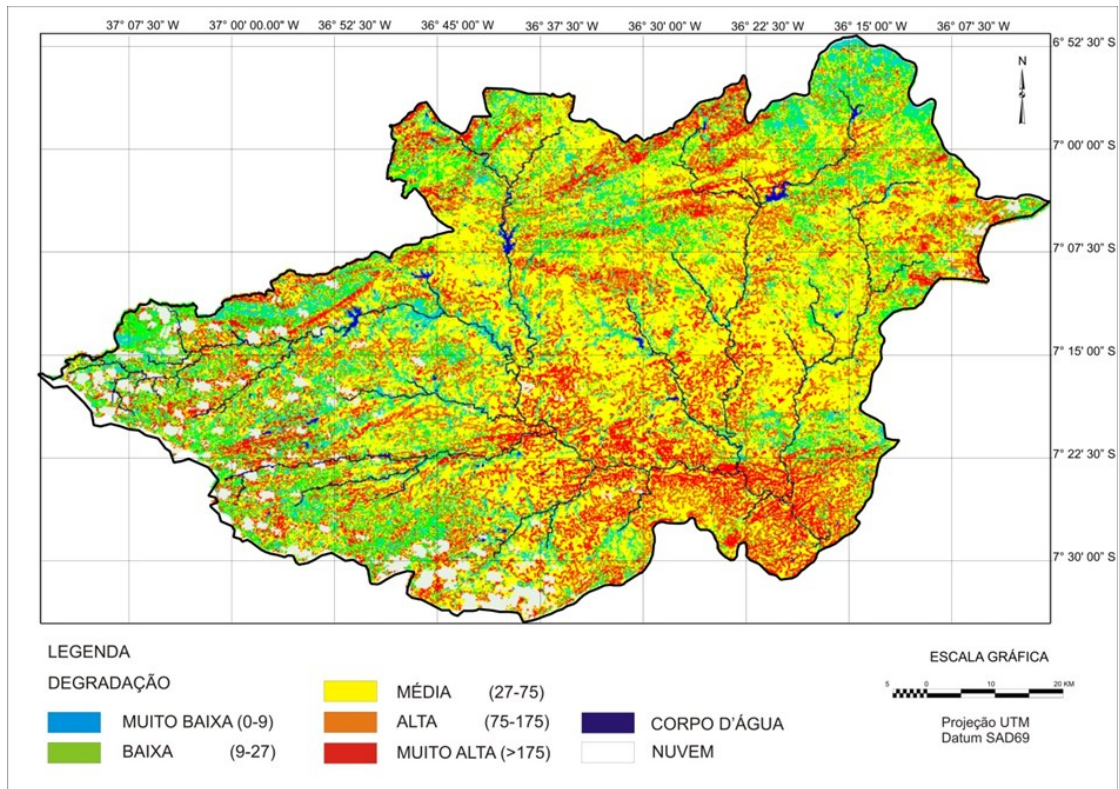 37° 07' 30" W 37° 00' 00.00" W 36° 52' 30" W 36° 45' 00" W 36° 37' 30" W 36° 30' 00" W 36° 22' 30" W 36° 15' 00" W 36° 07' 30" W
6° 52' 30" S
N
7° 00' 00" S
7° 07' 30" S
7° 15' 00" S
7° 22' 30" S
7° 30' 00" S
LEGENDA
DEGRADAÇÃO
MUITO BAIXA (0-9)
BAIXA (9-27)
MÉDIA (27-75)
ALTA (75-175)
MUITO ALTA (>175)
CORPO D'ÁGUA
NUVEM
ESCALA GRÁFICA
5 0 10 20 KM
Projeção UTM
Datum SAD69